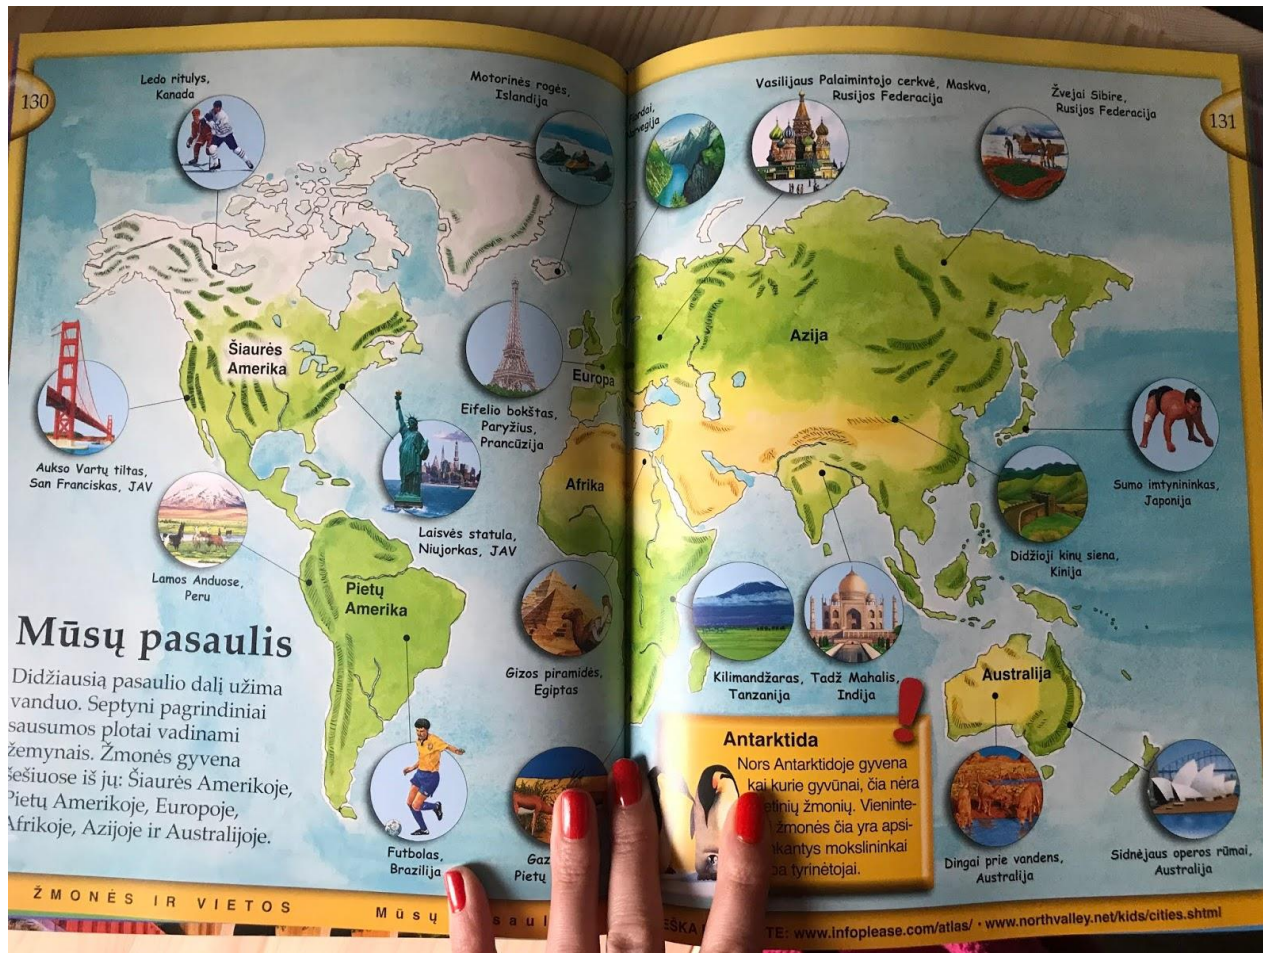 130
Ledo ritulys,
Kanada
Motorinės rogės,
Islandija
Vasilijaus Palaimintojo cerkvė, Maskva,
Rusijos Federacija
Žvejai Sibire,
Rusijos Federacija
131
Šiaurės
Amerika
Europa
Azija
Eifelio bokštas,
Paryžius,
Prancūzija
Aukso Vartų tiltas,
San Franciskas, JAV
Afrika
Sumo imtynininkas,
Japonija
Laisvės statula,
Niujorkas, JAV
Didžioji kinų siena,
Kinija
Lamos Anduose,
Peru
Pietų
Amerika
Gizos piramidės,
Egiptas
Kilimandžaras,
Tanzanija
Tadž Mahalis,
Indija
Australija
Mūsų pasaulis
Didžiausią pasaulio dalį užima
vanduo. Septyni pagrindiniai
sausumos plotai vadinami
žemynais. Žmonės gyvena
šešiuose iš jų: Šiaurės Amerikoje,
Pietų Amerikoje, Europoje,
Afrikoje, Azijoje ir Australijoje.
Antarktida
Nors Antarktidoje gyvena
kai kurie gyvūnai, čia nėra
žmonių. Vieninte-
žmonės čia yra apsi-
mokslininkai
tyrinėtojai.
Futbolas,
Brazilija
Pietų
Dingai prie vandens,
Australija
Sidnėjaus operos rūmai,
Australija
ŽMONĖS IR VIETOS
Mūsų
www.infoplease.com/atlas/ • www.northvalley.net/kids/cities.shtml